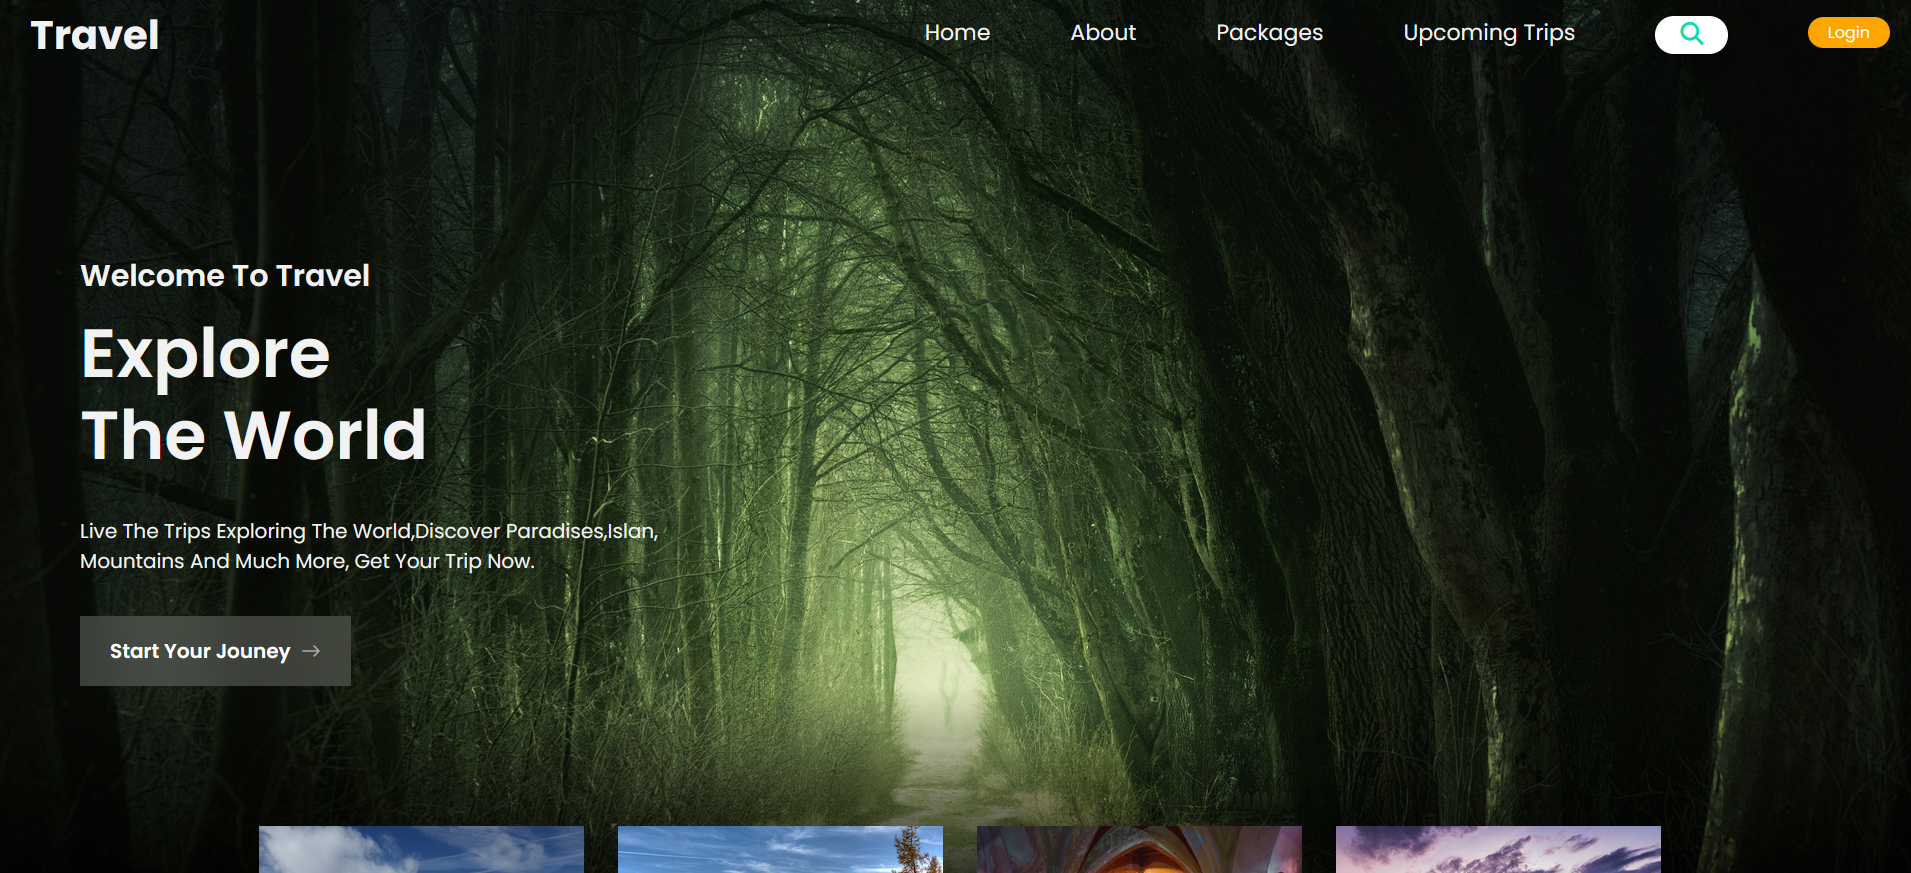 Travel
Home About Packages Upcoming Trips Login
Welcome To Travel
Explore
The World
Live The Trips Exploring The World,Discover Paradises,Islan,
Mountains And Much More, Get Your Trip Now.
Start Your Jouney